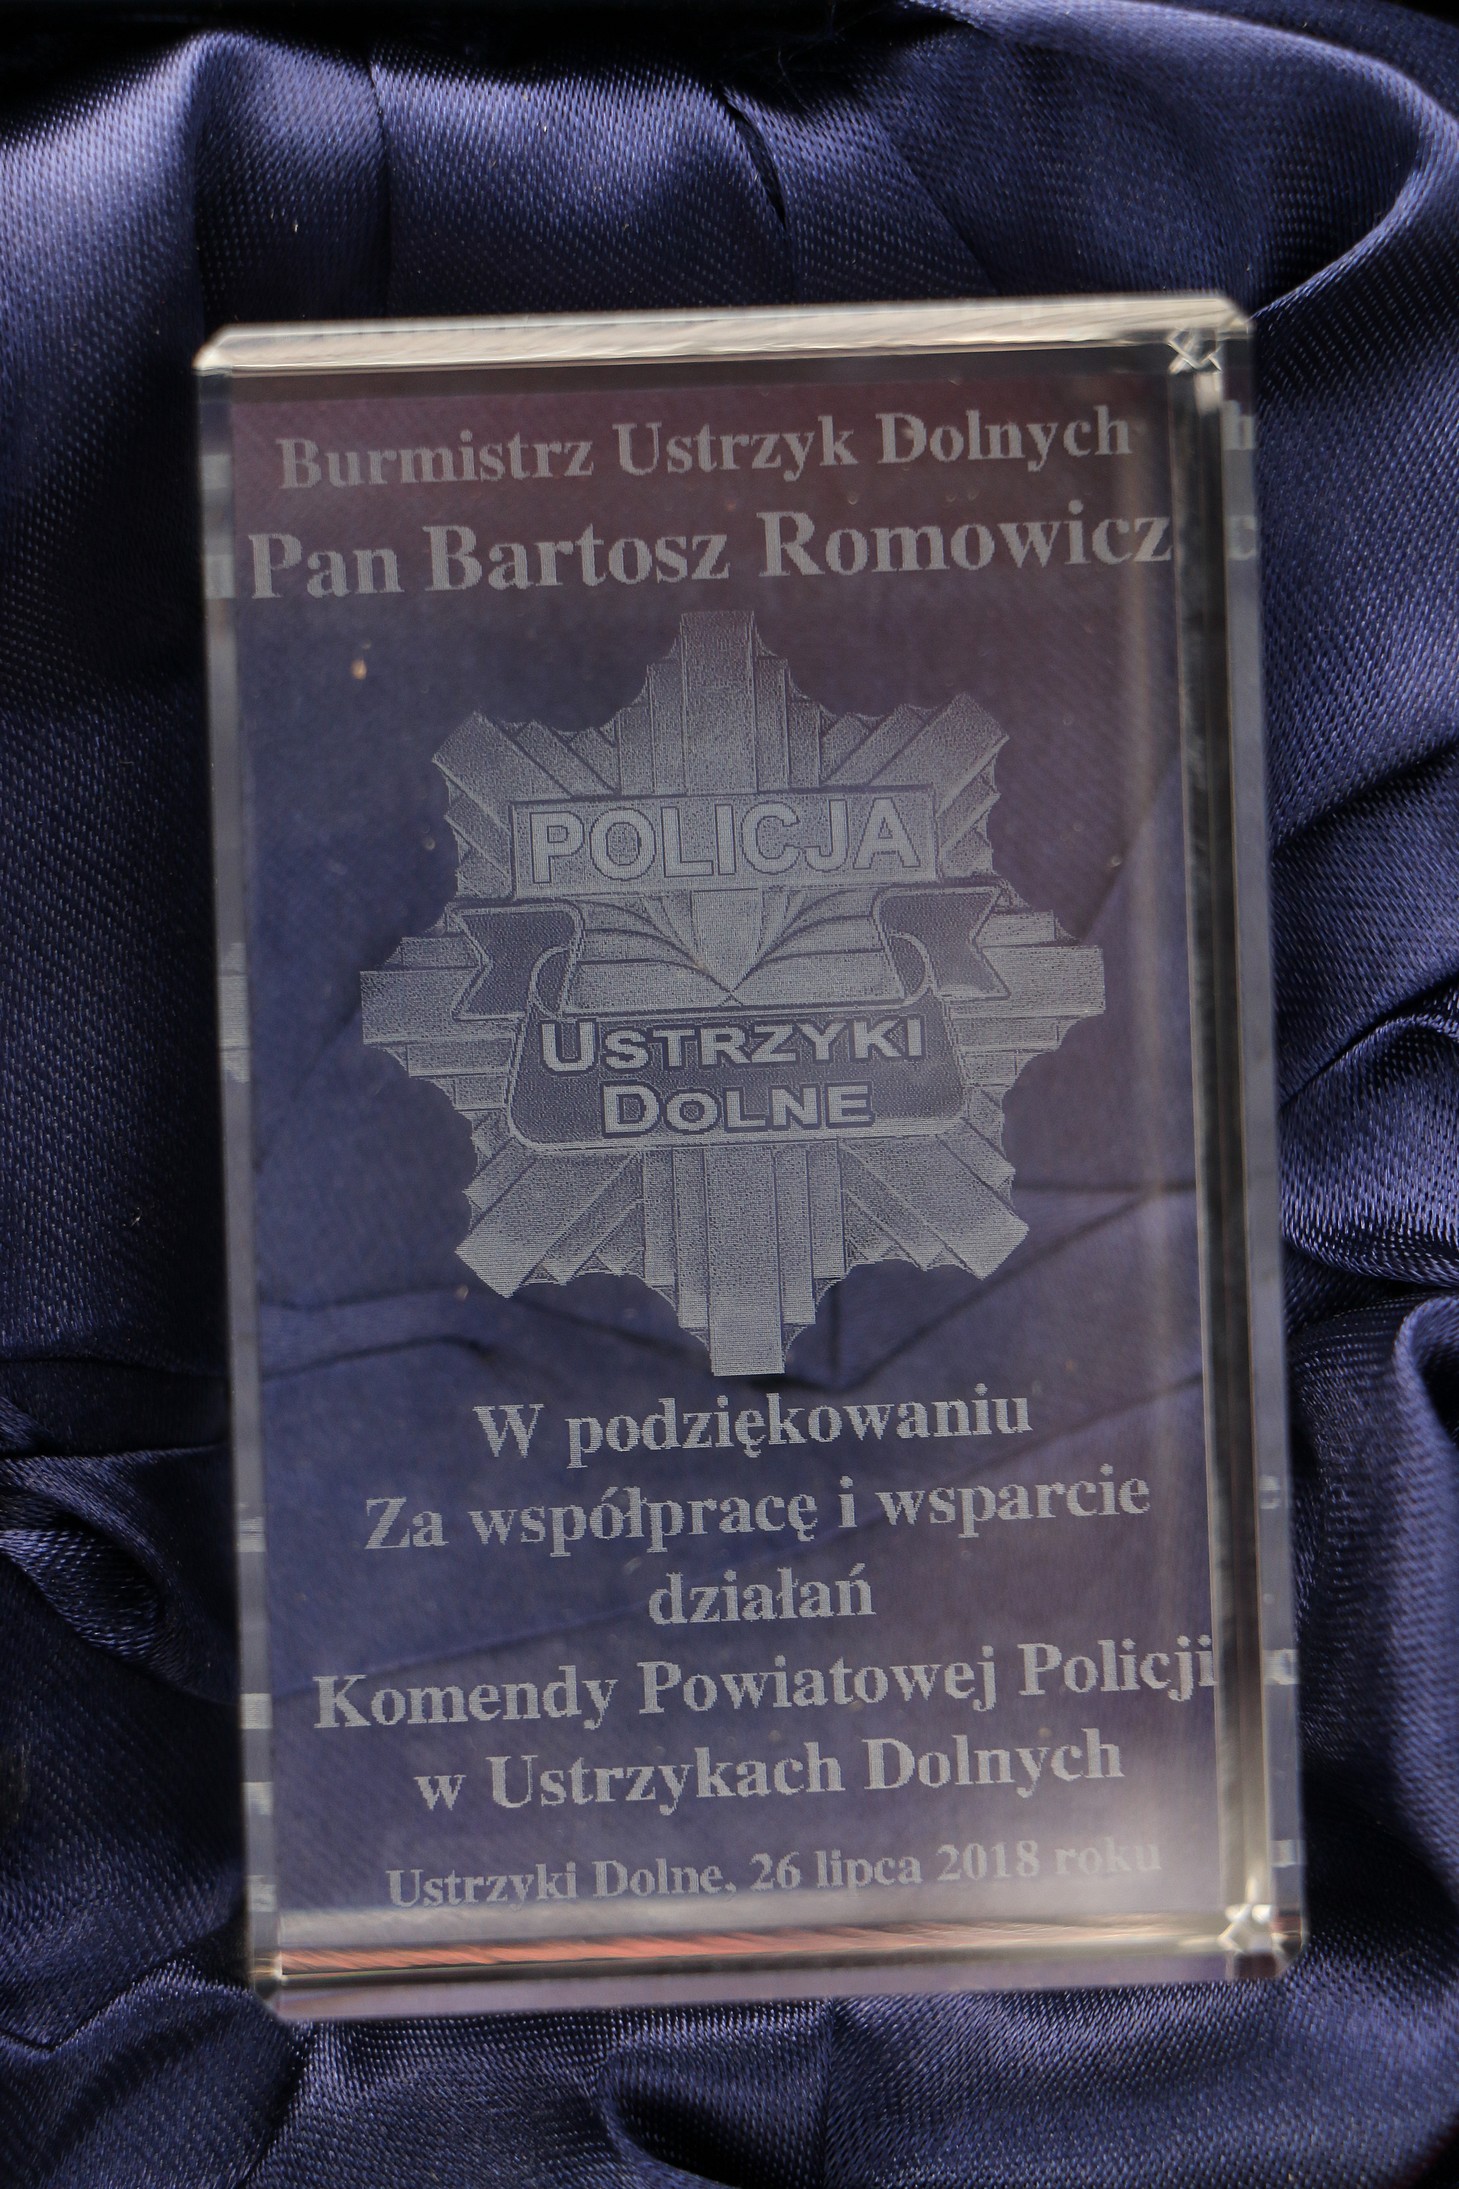 Burmistrz Ustrzyk Dolnych
Pan Bartosz Romowicz
POLICJA
USTRZYKI
DOLNE
W podziękowaniu
Za współpracę i wsparcie
działań
Komendy Powiatowej Policji
w Ustrzykach Dolnych
Ustrzyki Dolne, 26 lipca 2018 roku